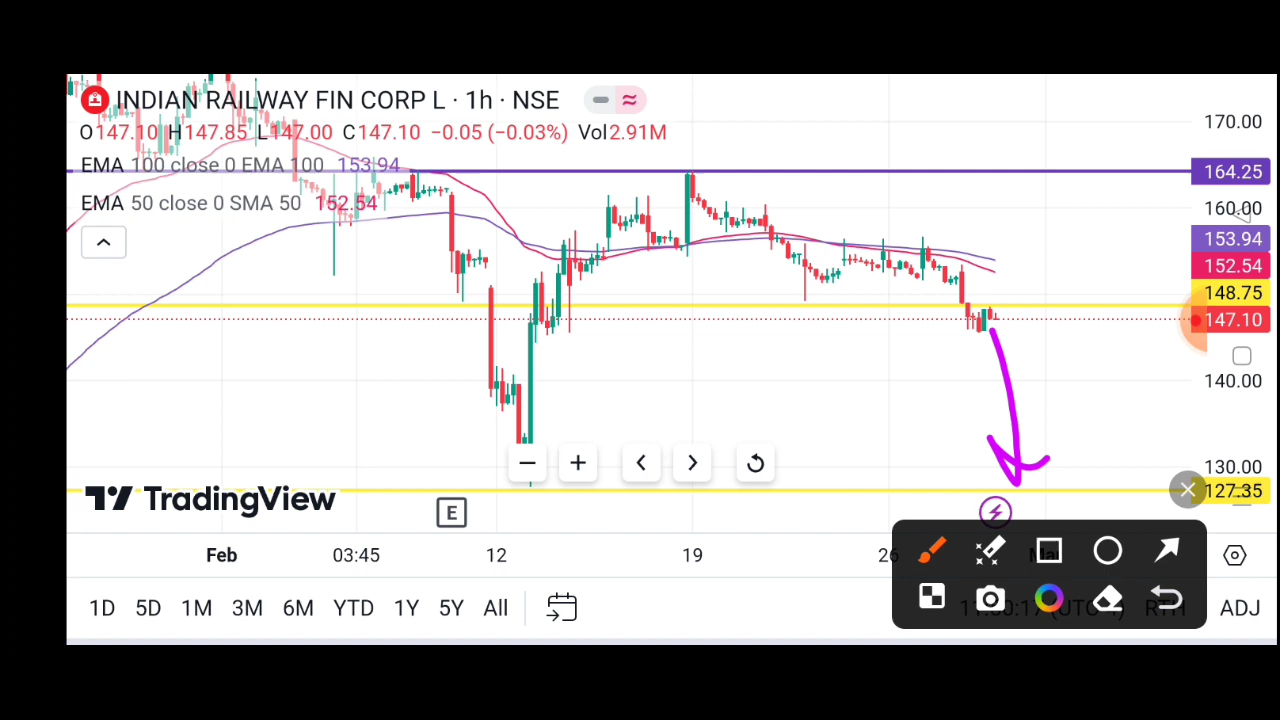 INDIAN RAILWAY FIN CORP L · 1h · NSE
O147.10 H147.85 L147.00 C147.10 −0.05 (−0.03%) Vol2.91M
EMA 100 close 0 EMA 100 153.94
EMA 50 close 0 SMA 50 152.54
170.00
164.25
160.00
153.94
152.54
148.75
147.10
140.00
130.00
127.35
TradingView
E
Feb 03:45 12 19 26
1D 5D 1M 3M 6M YTD 1Y 5Y All RTH ADJ